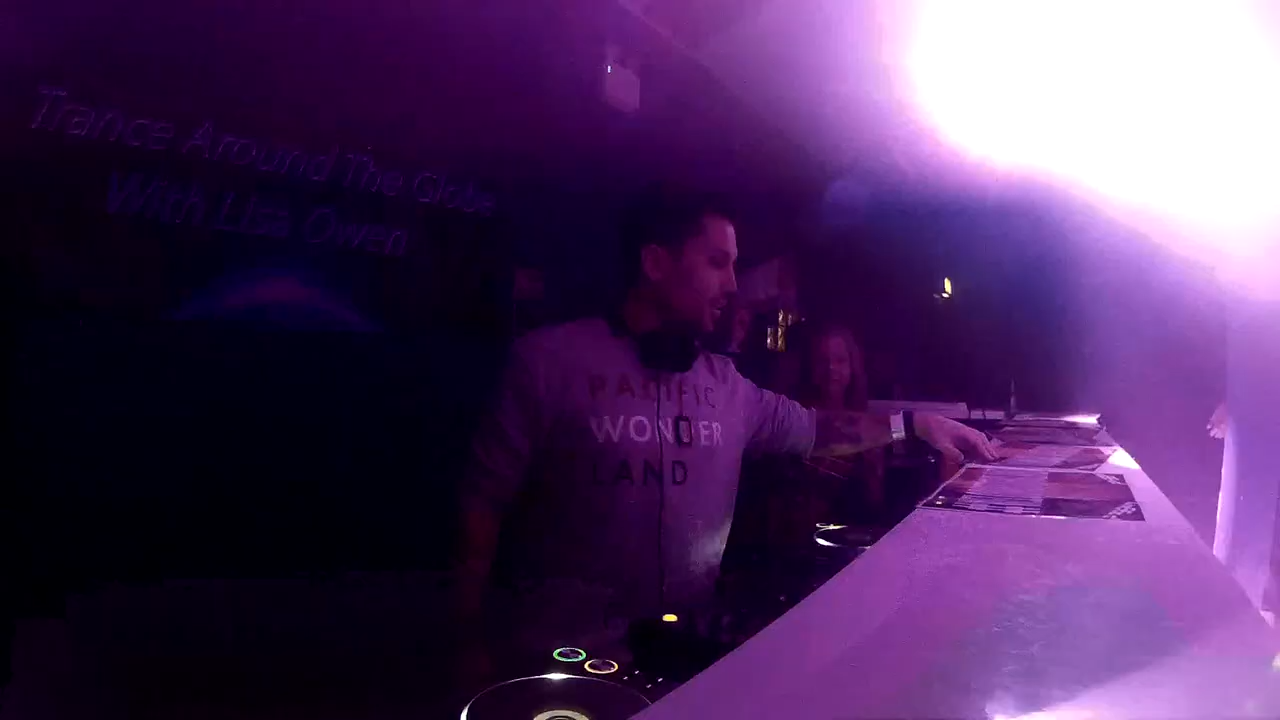 Trance Around The Globe
With Lisa Owen
PACIFIC
WONDER
LAND